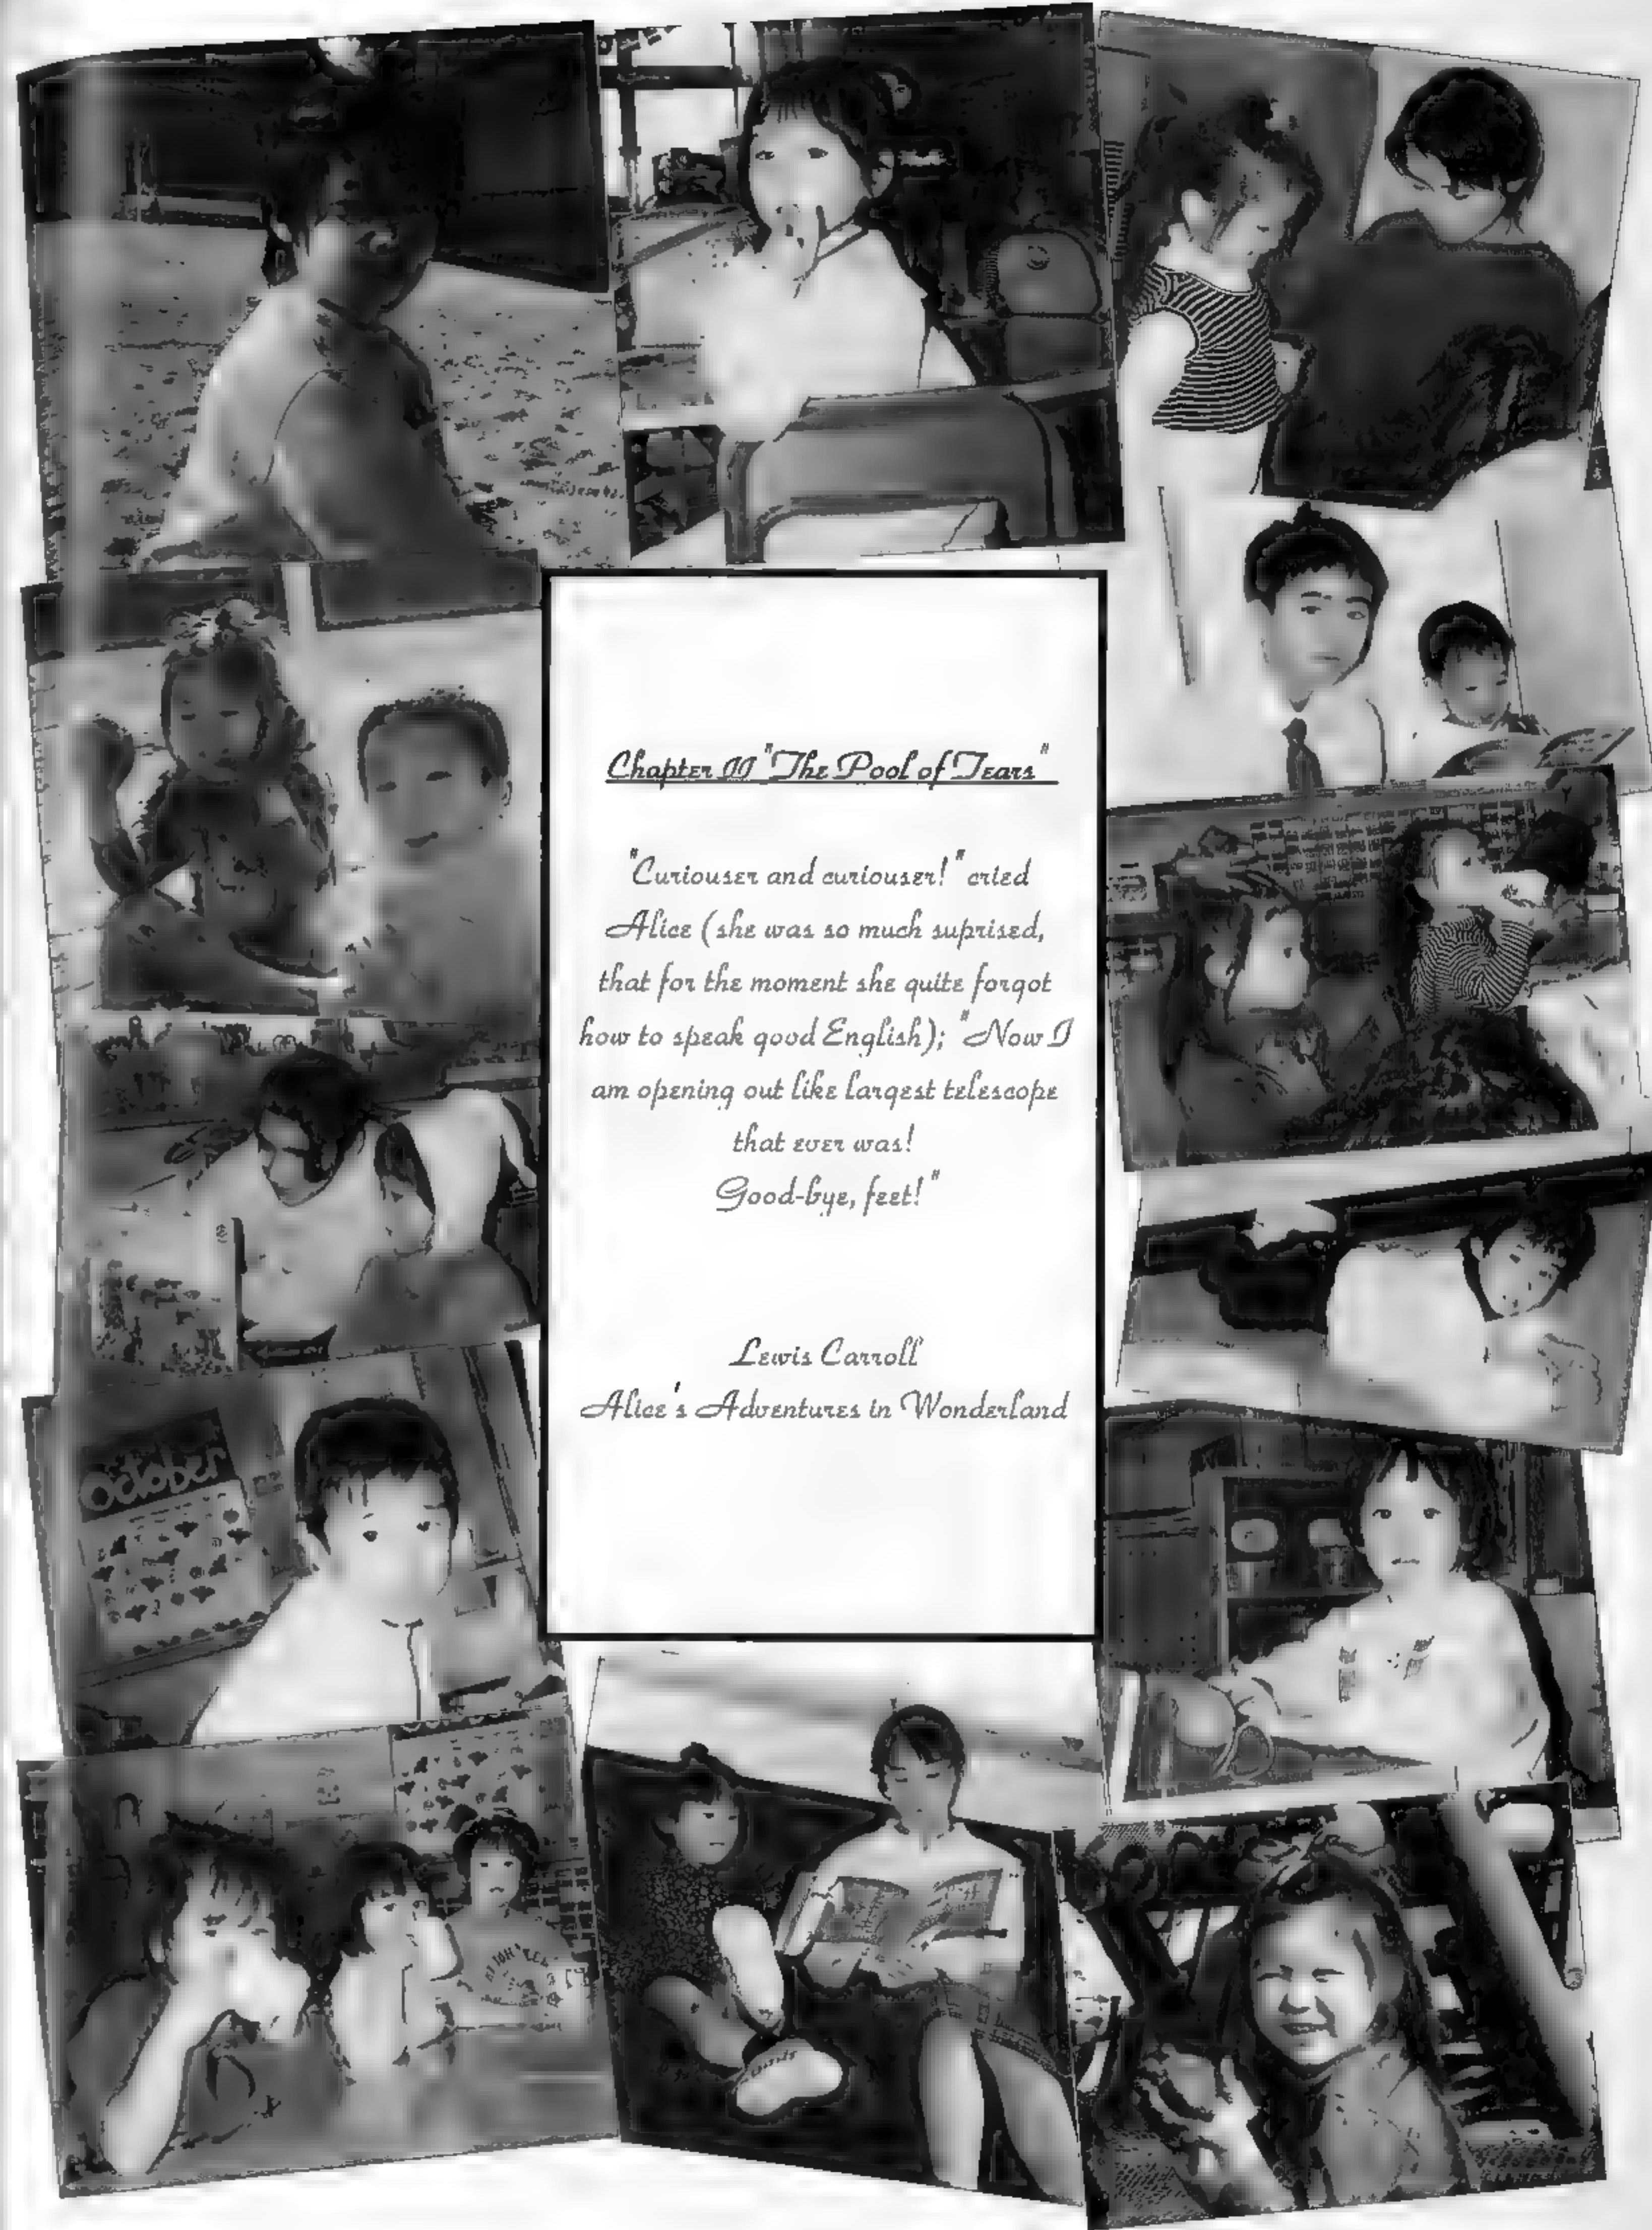 Chapter II "The Pool of Tears"
"Curiouser and curiouser!" cried
Alice (she was so much suprised,
that for the moment she quite forgot
how to speak good English); "Now I
am opening out like largest telescope
that ever was!
Good-bye, feet!"
Lewis Carroll
Alice's Adventures in Wonderland
October